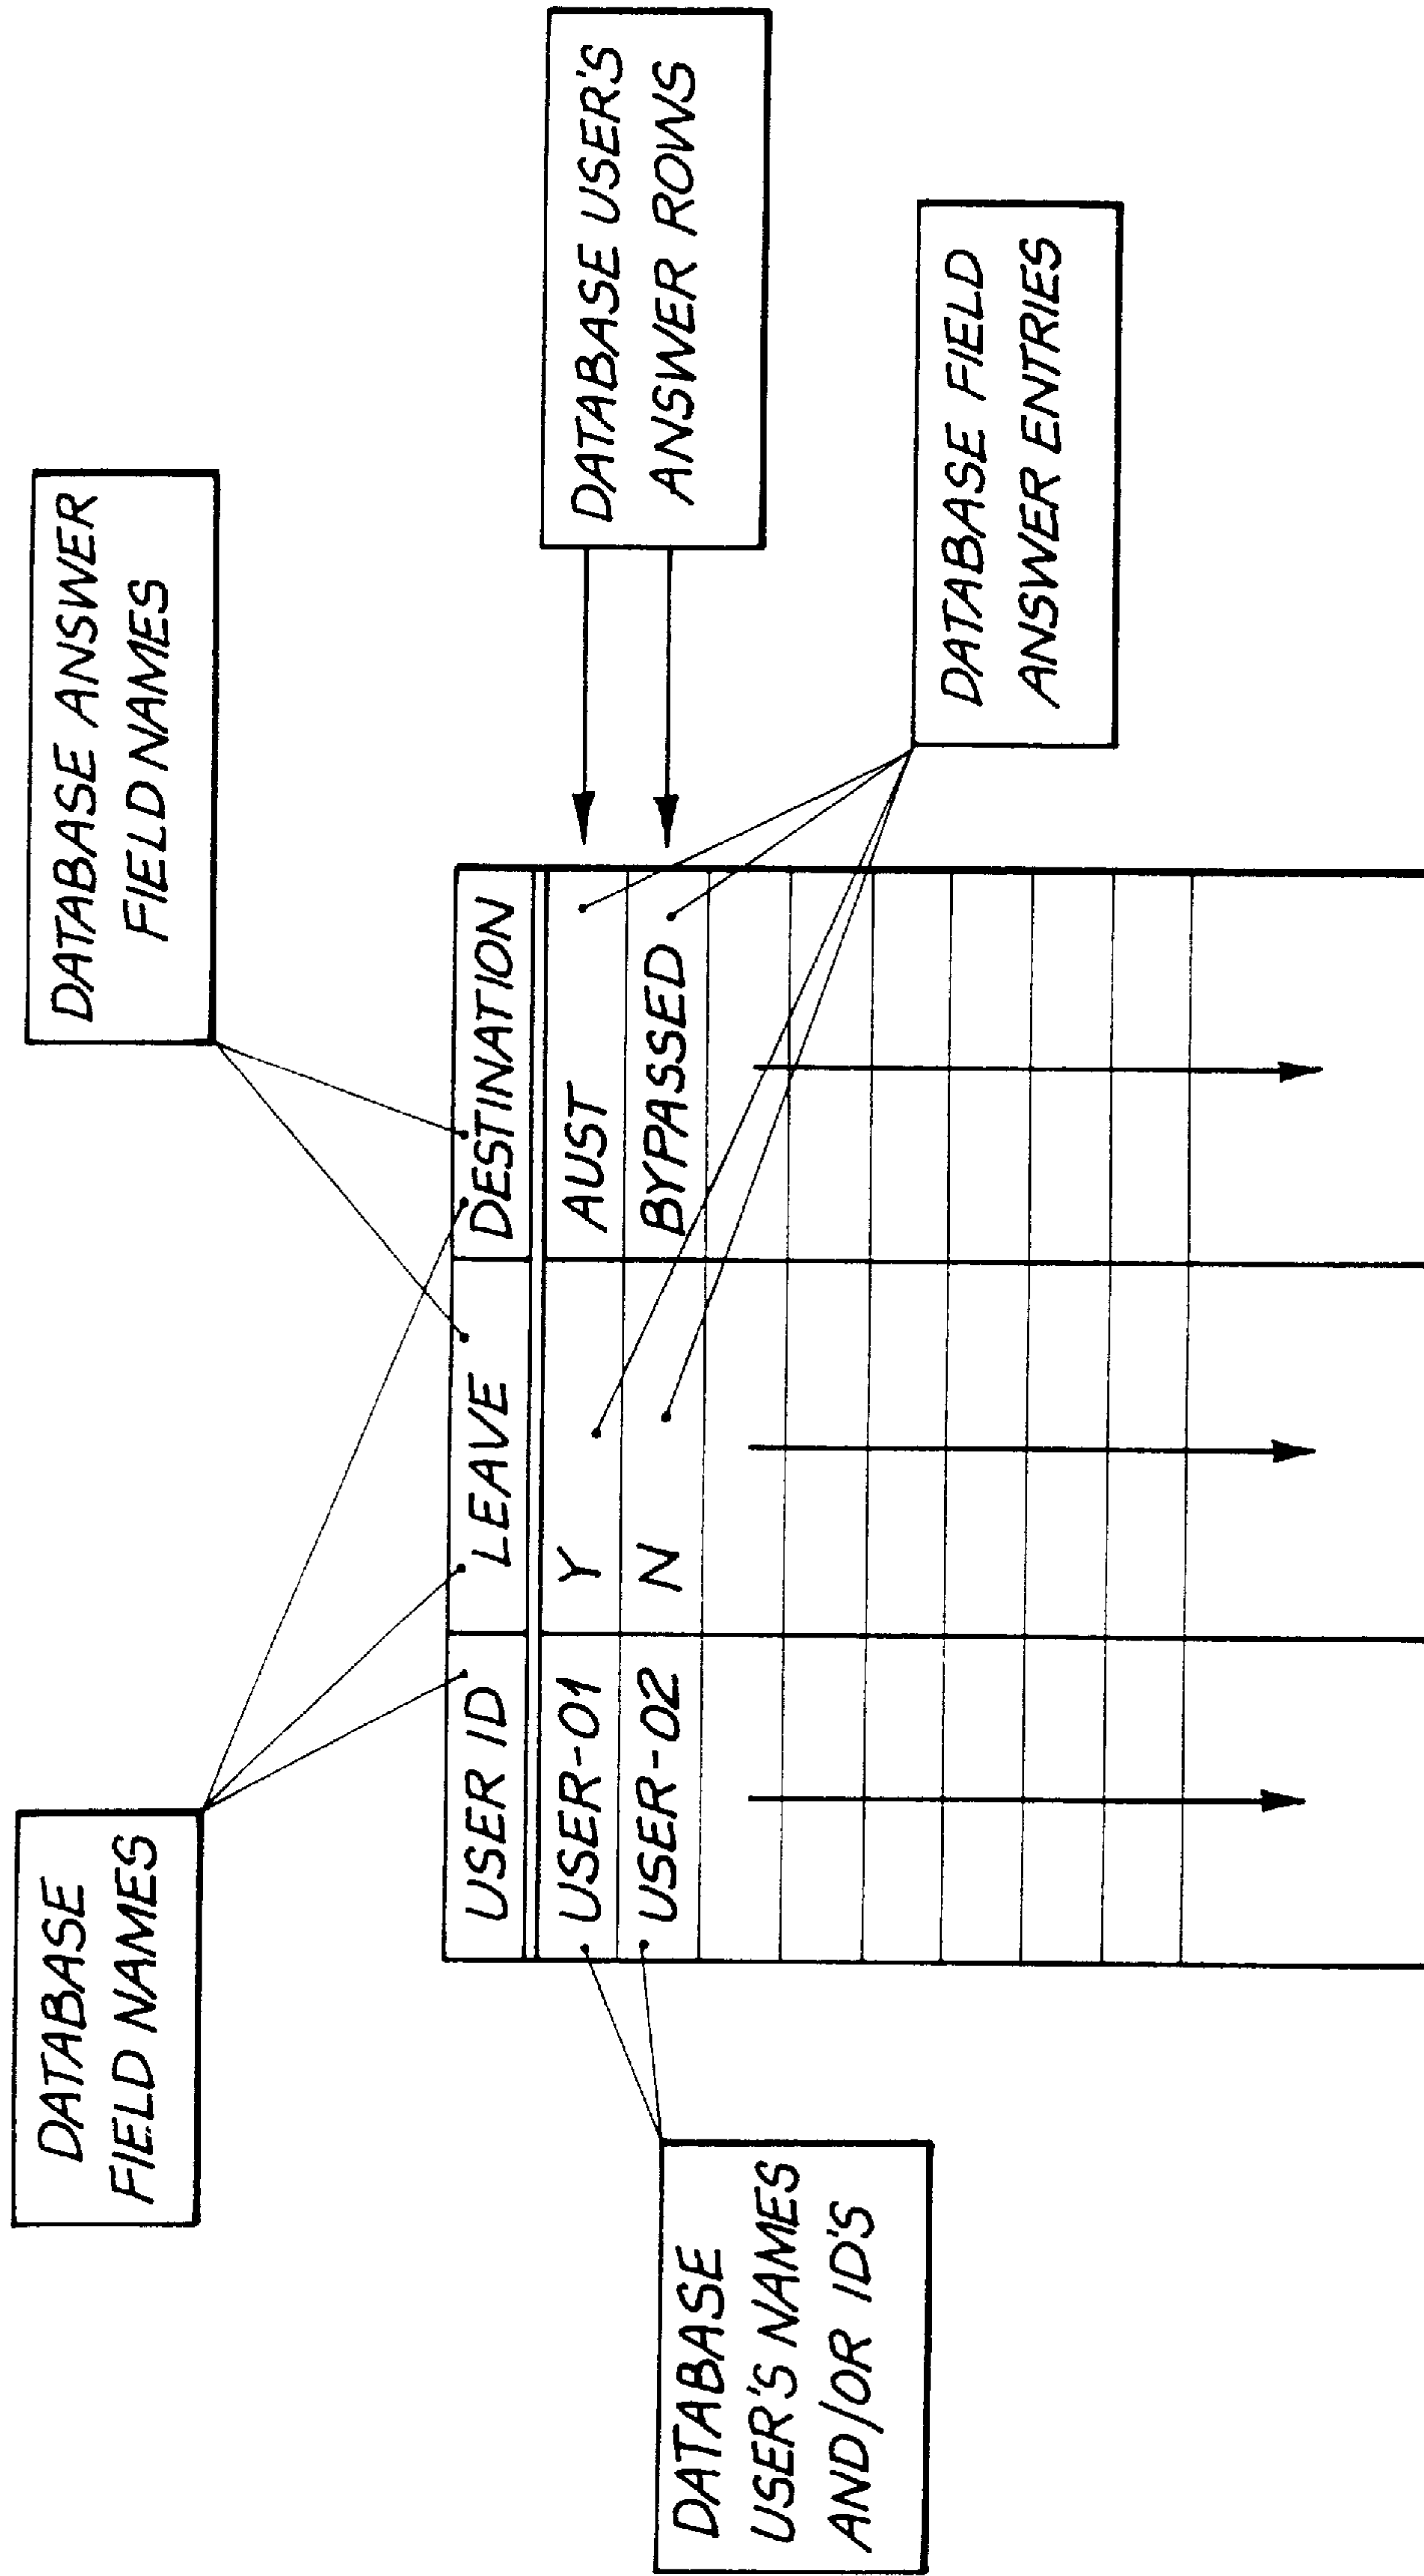 DATABASE
FIELD NAMES
DATABASE ANSWER
FIELD NAMES
USER ID LEAVE DESTINATION
USER-01 Y AUST
USER-02 N BYPASSED
DATABASE USER'S
ANSWER ROWS
DATABASE
USER'S NAMES
AND/OR ID'S
DATABASE FIELD
ANSWER ENTRIES